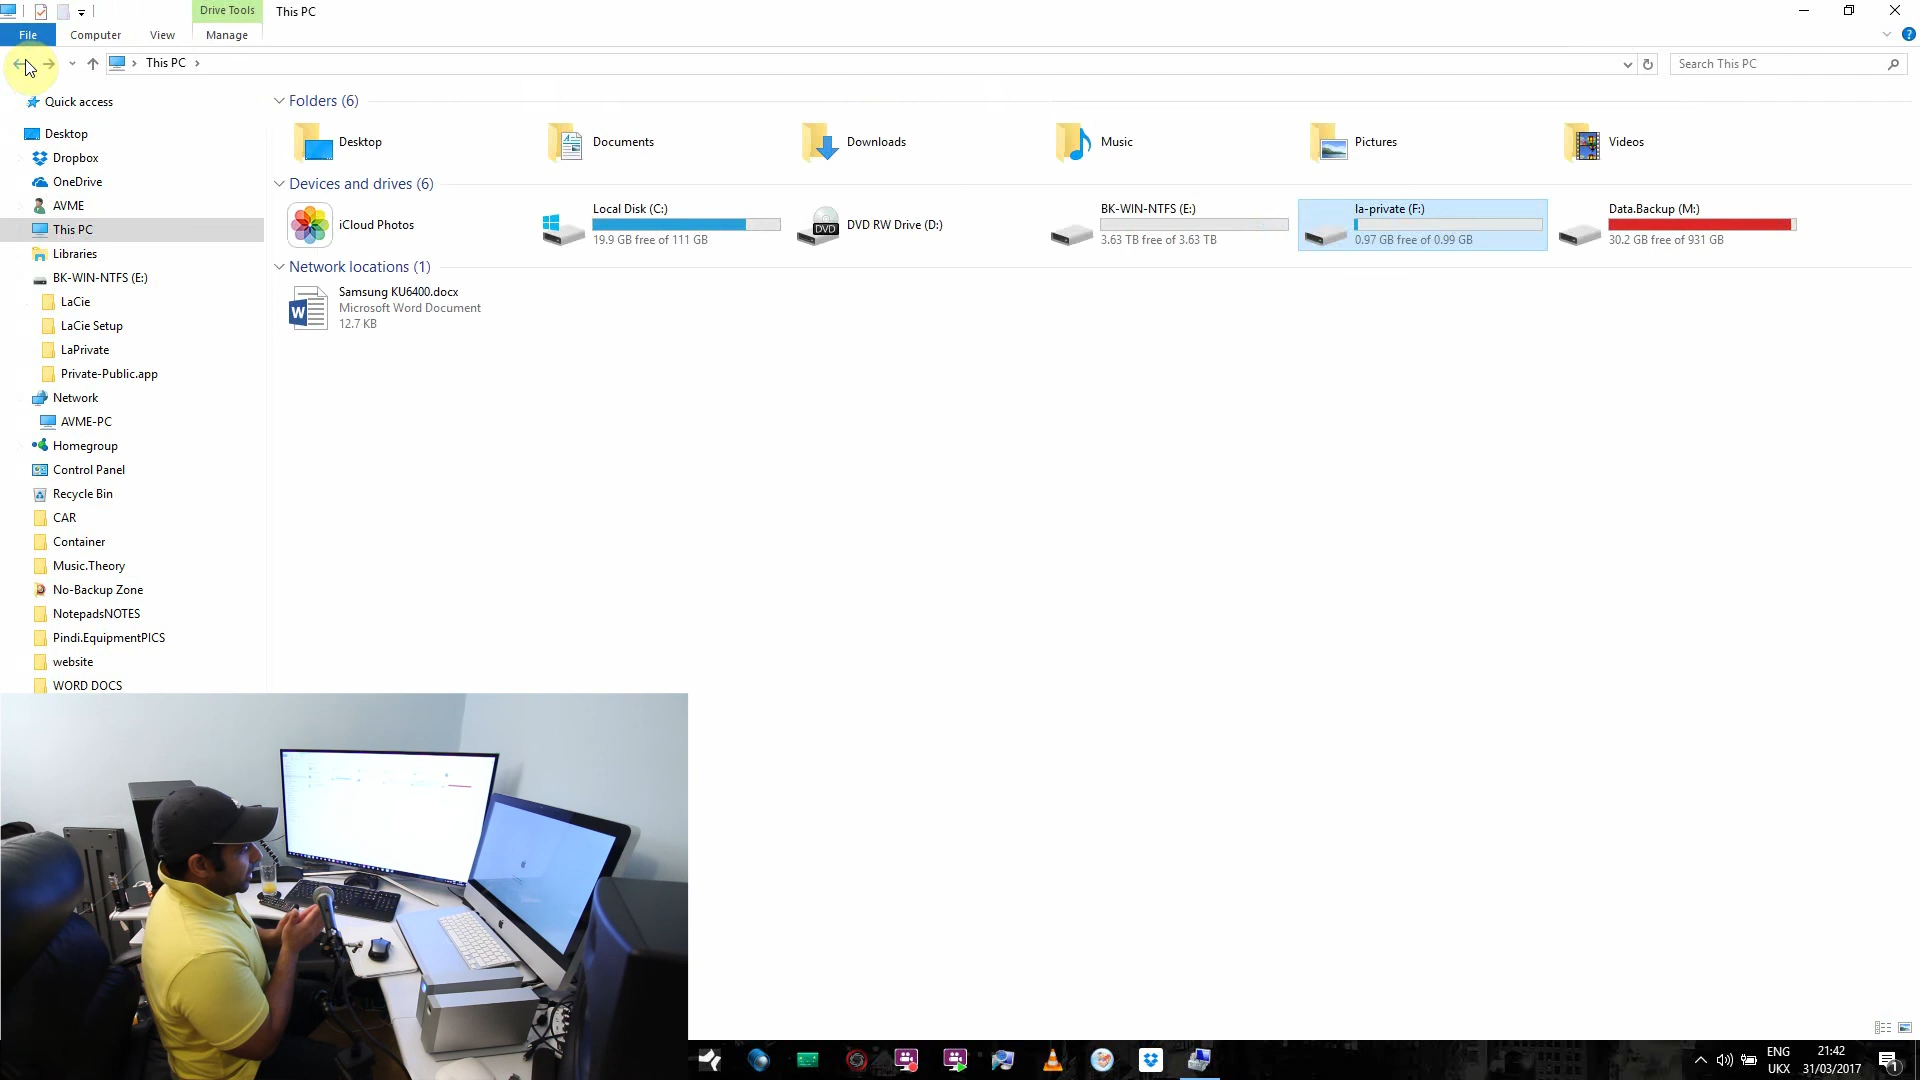 Drive Tools
This PC
File
Computer
View
Manage
This PC
Search This PC
Quick access
Desktop
Dropbox
OneDrive
AVME
This PC
Libraries
BK-WIN-NTFS (E:)
LaCie
LaCie Setup
LaPrivate
Private-Public.app
Network
AVME-PC
Homegroup
Control Panel
Recycle Bin
CAR
Container
Music.Theory
No-Backup Zone
NotepadsNOTES
Pindi.EquipmentPICS
website
WORD DOCS
Folders (6)
Desktop
Documents
Downloads
Music
Pictures
Videos
Devices and drives (6)
iCloud Photos
Local Disk (C:)
19.9 GB free of 111 GB
DVD
DVD RW Drive (D:)
BK-WIN-NTFS (E:)
3.63 TB free of 3.63 TB
la-private (F:)
0.97 GB free of 0.99 GB
Data.Backup (M:)
30.2 GB free of 931 GB
Network locations (1)
W
Samsung KU6400.docx
Microsoft Word Document
12.7 KB
ENG
UKX
21:42
31/03/2017
1